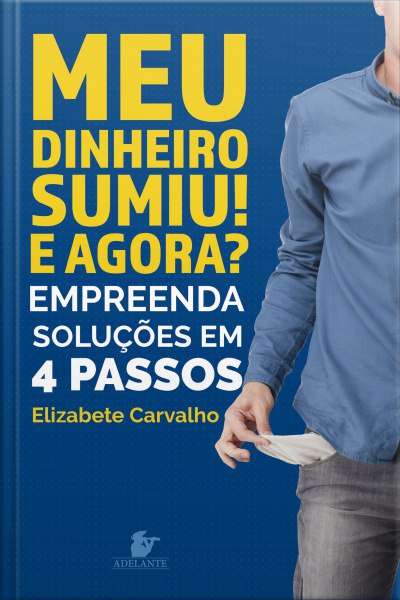 MEU
DINHEIRO
SUMIU!
E AGORA?
EMPREENDA
SOLUÇÕES EM
4 PASSOS
Elizabete Carvalho
ADELANTE